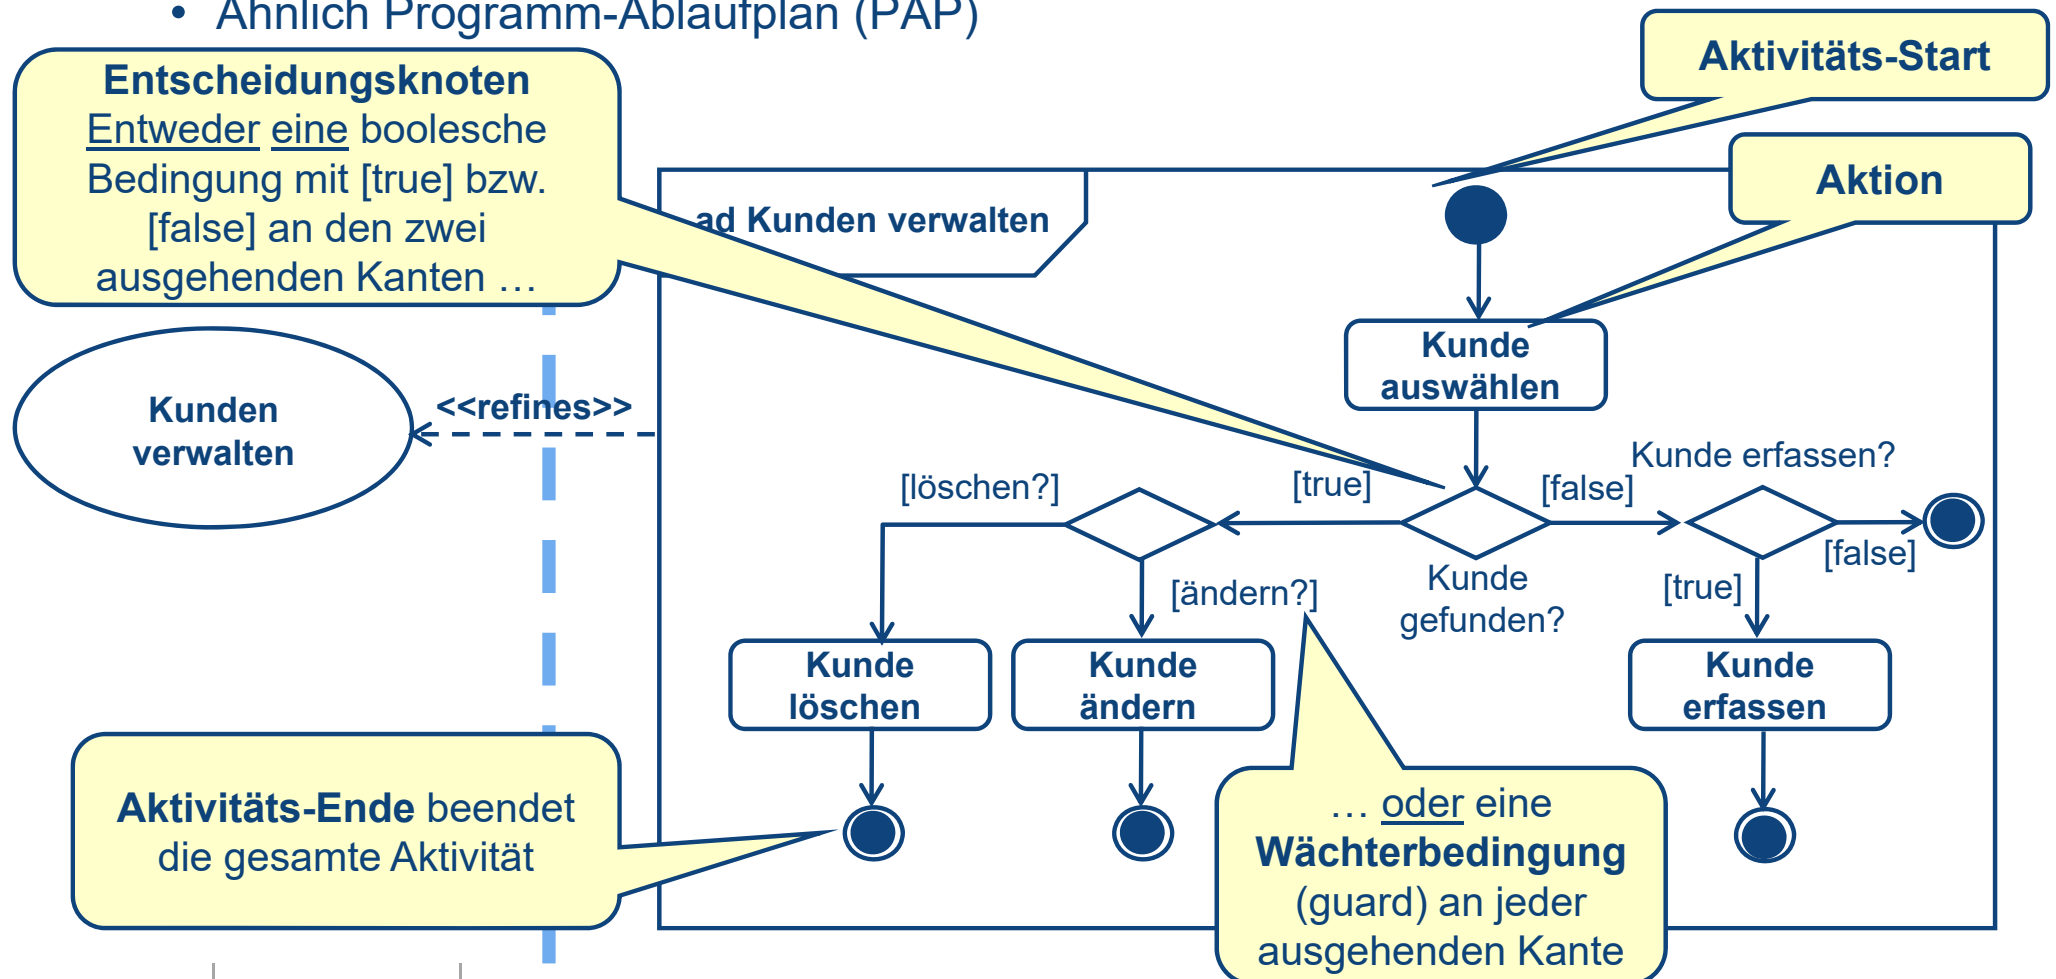 • Ähnlich Programm-Ablaufplan (PAP)
Entscheidungsknoten
Entweder eine boolesche
Bedingung mit [true] bzw.
[false] an den zwei
ausgehenden Kanten …
Aktivitäts-Start
Aktion
ad Kunden verwalten
Kunde
auswählen
Kunden
verwalten
<<refines>>
Kunde erfassen?
[löschen?]
[true]
[false]
[false]
[ändern?]
Kunde
gefunden?
[true]
Kunde
löschen
Kunde
ändern
Kunde
erfassen
Aktivitäts-Ende beendet
die gesamte Aktivität
… oder eine
Wächterbedingung
(guard) an jeder
ausgehenden Kante